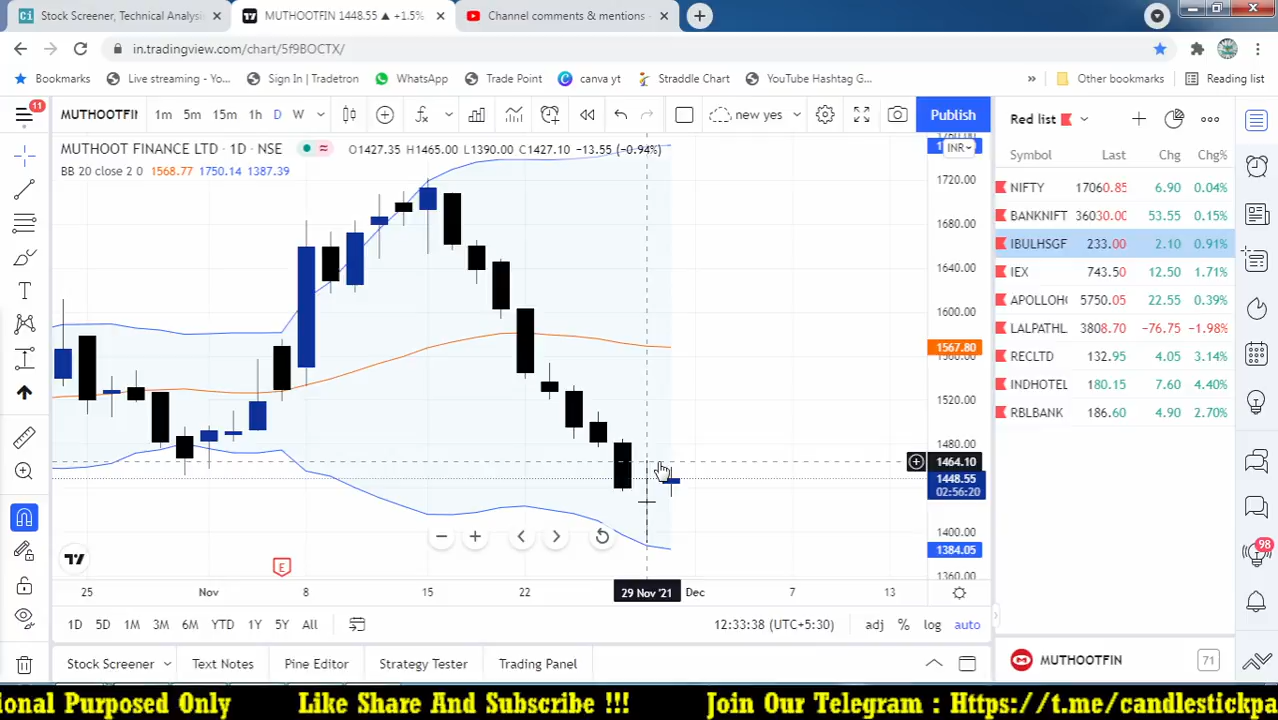 Stock Screener, Technical Analysi
MUTHOOTFIN 1448.55 ▲ +1.5%
Channel comments & mentions -
in.tradingview.com/chart/5f9BOCTX/
Bookmarks
Live streaming - Yo...
Sign In | Tradetron
WhatsApp
Trade Point
canva yt
Straddle Chart
YouTube Hashtag G...
»
Other bookmarks
Reading list
11
MUTHOOTFIN
1m 5m 15m 1h D W
new yes
Publish
Red list
MUTHOOT FINANCE LTD · 1D · NSE
O1427.35 H1465.00 L1390.00 C1427.10 −13.55 (−0.94%)
BB 20 close 2 0 1568.77 1750.14 1387.39
INR
Symbol Last Chg Chg%
NIFTY 17060.85 6.90 0.04%
BANKNIFT 36030.00 53.55 0.15%
IBULHSGF 233.00 2.10 0.91%
IEX 743.50 12.50 1.71%
APOLLOH 5750.05 22.55 0.39%
LALPATHL 3808.70 −76.75 −1.98%
RECLTD 132.95 4.05 3.14%
INDHOTEL 180.15 7.60 4.40%
RBLBANK 186.60 4.90 2.70%
1760.00
1720.00
1680.00
1640.00
1600.00
1567.80
1560.00
1520.00
1480.00
1464.10
1448.55
02:56:20
1400.00
1384.05
1360.00
E
25 Nov 8 15 22 29 Nov '21 Dec 7 13
98
1D 5D 1M 3M 6M YTD 1Y 5Y All
12:33:38 (UTC+5:30)
adj % log auto
Stock Screener
Text Notes
Pine Editor
Strategy Tester
Trading Panel
MUTHOOTFIN
71
ional Purposed Only Like Share And Subscribe !!! Join Our Telegram : Https://t.me/candlestickpa